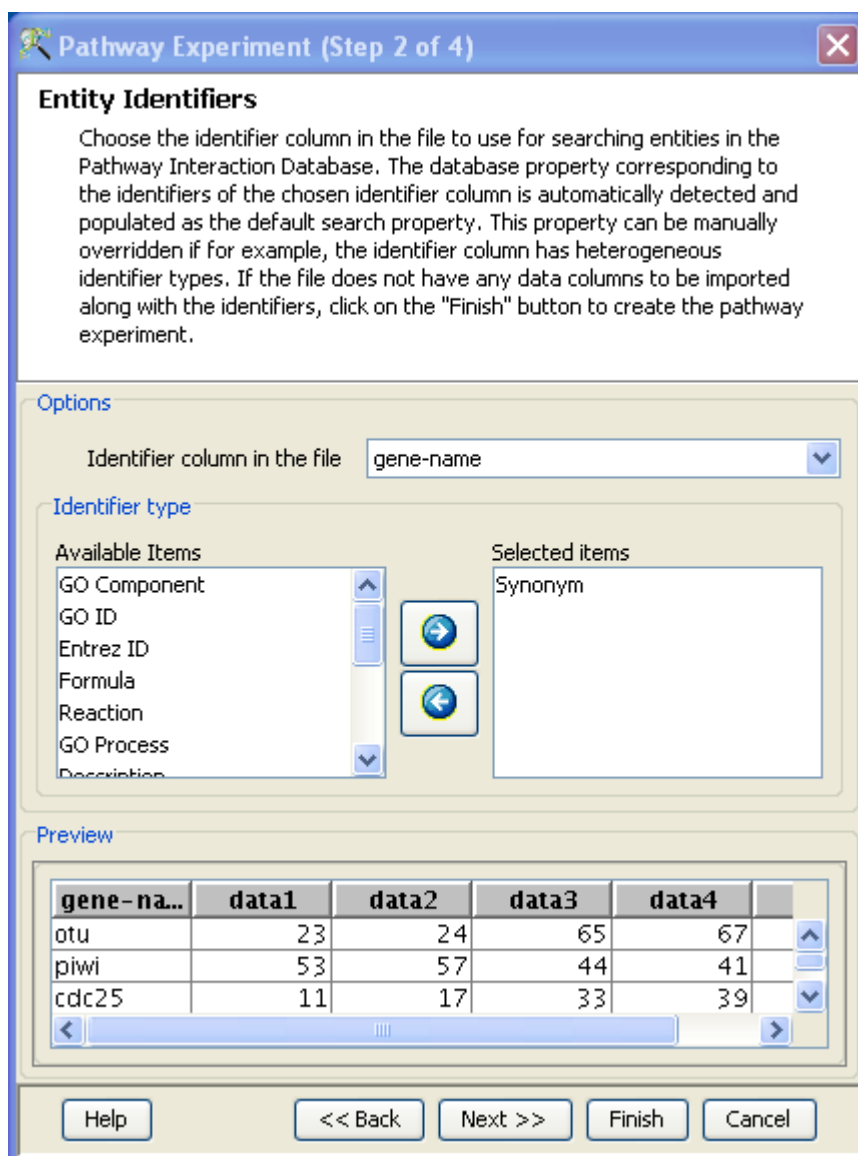 Pathway Experiment (Step 2 of 4)
Entity Identifiers
Choose the identifier column in the file to use for searching entities in the
Pathway Interaction Database. The database property corresponding to
the identifiers of the chosen identifier column is automatically detected and
populated as the default search property. This property can be manually
overridden if for example, the identifier column has heterogeneous
identifier types. If the file does not have any data columns to be imported
along with the identifiers, click on the "Finish" button to create the pathway
experiment.
Options
Identifier column in the file gene-name
Identifier type
Available Items Selected items
GO Component Synonym
GO ID
Entrez ID
Formula
Reaction
GO Process
Description
Preview
gene-na... data1 data2 data3 data4
otu 23 24 65 67
piwi 53 57 44 41
cdc25 11 17 33 39
Help << Back Next >> Finish Cancel